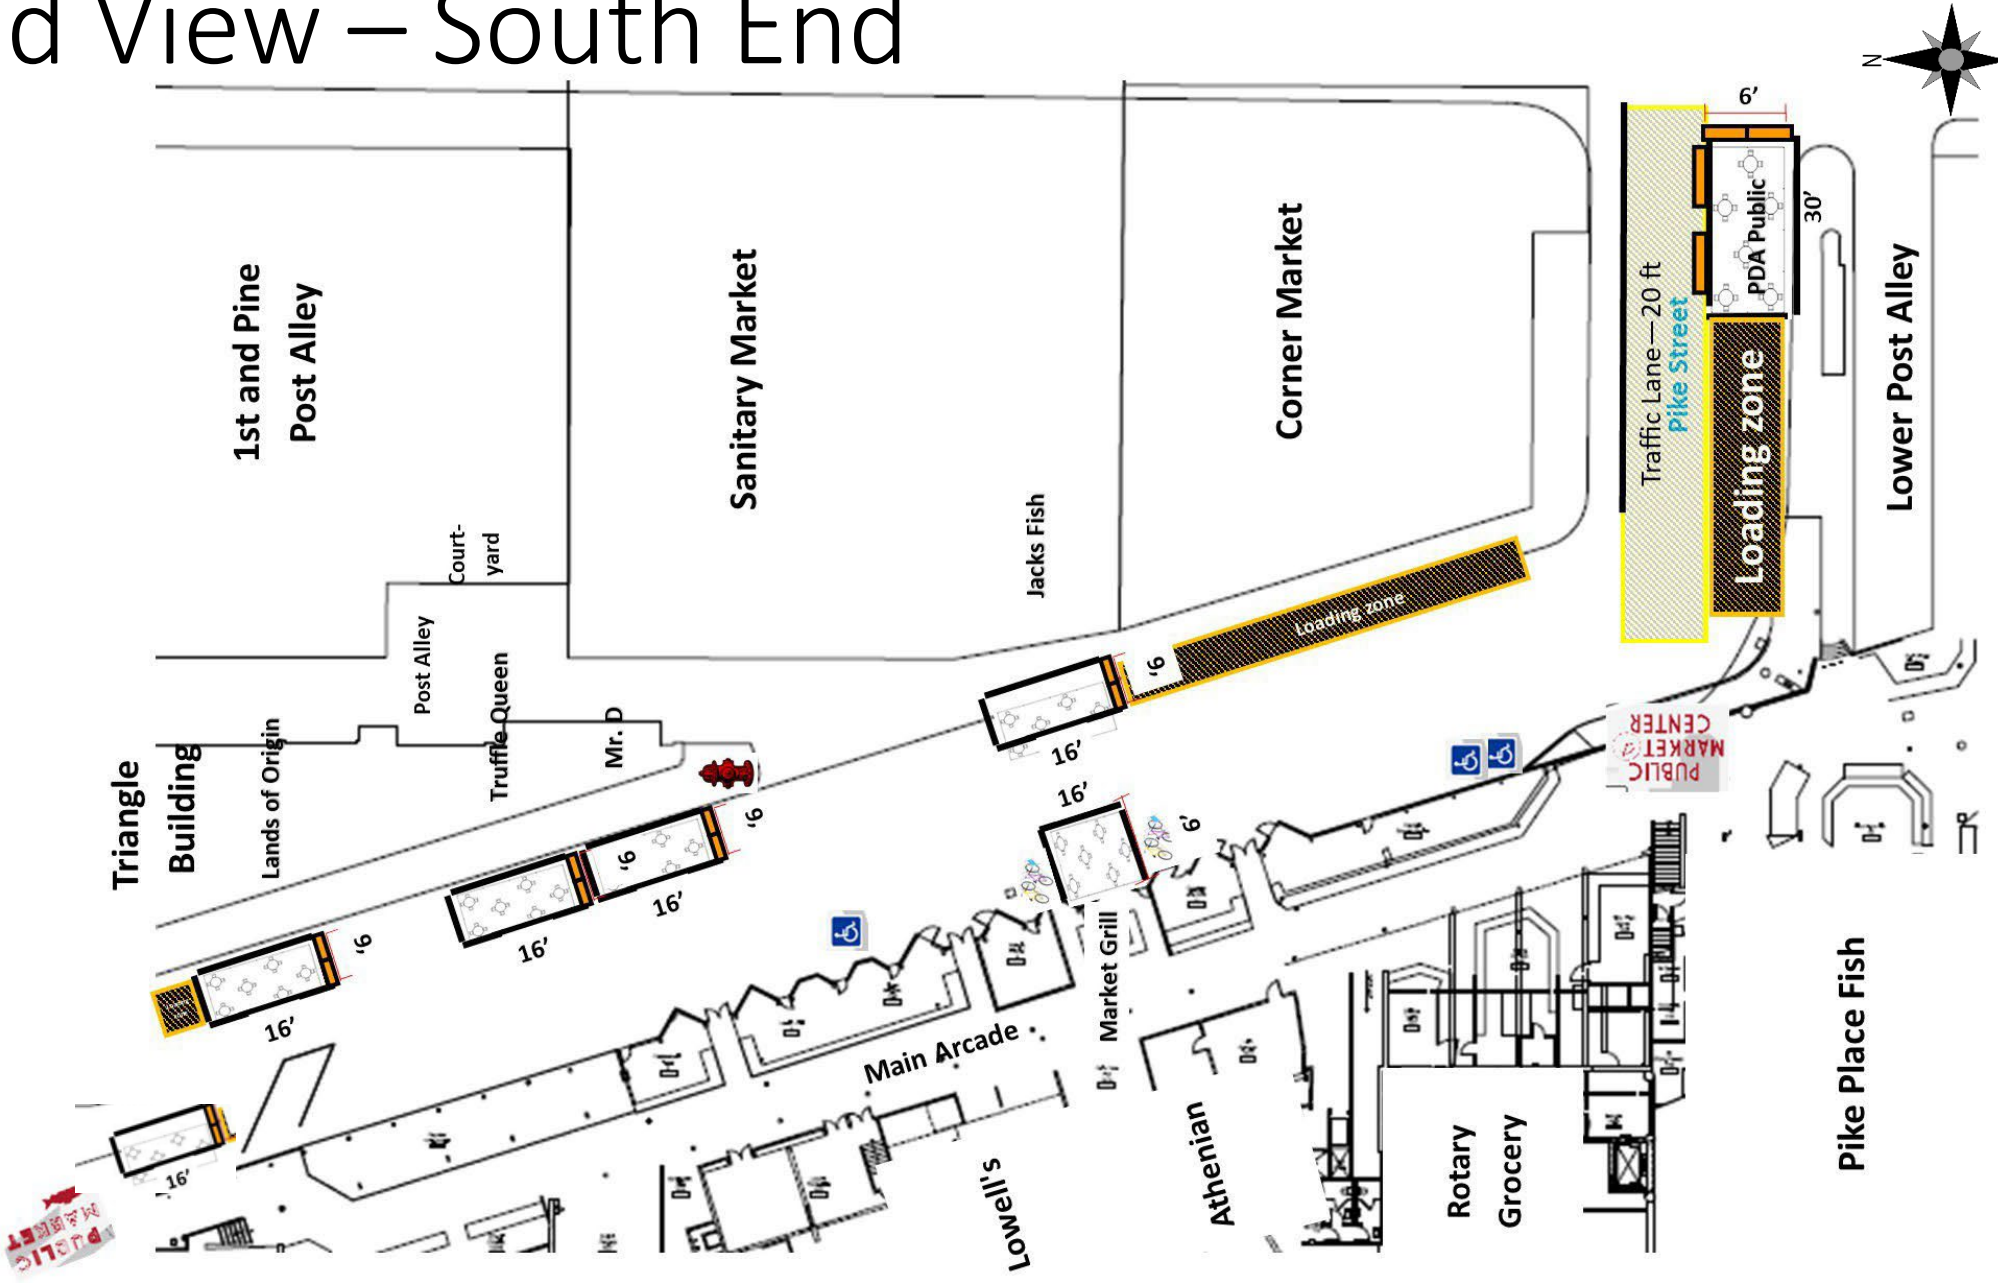 d View – South End
N
6'
1st and Pine
Post Alley
Sanitary Market
Corner Market
Traffic Lane—20 ft
Pike Street
PDA Public
30'
Loading zone
Lower Post Alley
Court-
yard
Post Alley
Jacks Fish
Loading zone
6'
16'
Triangle
Building
Lands of Origin
Truffle Queen
Mr. D
16'
6'
PUBLIC
MARKET
CENTER
6'
6'
16'
16'
6'
16'
Market Grill
Main Arcade
Pike Place Fish
16'
Lowell's
Athenian
Rotary
Grocery
PUBLIC
MARKET